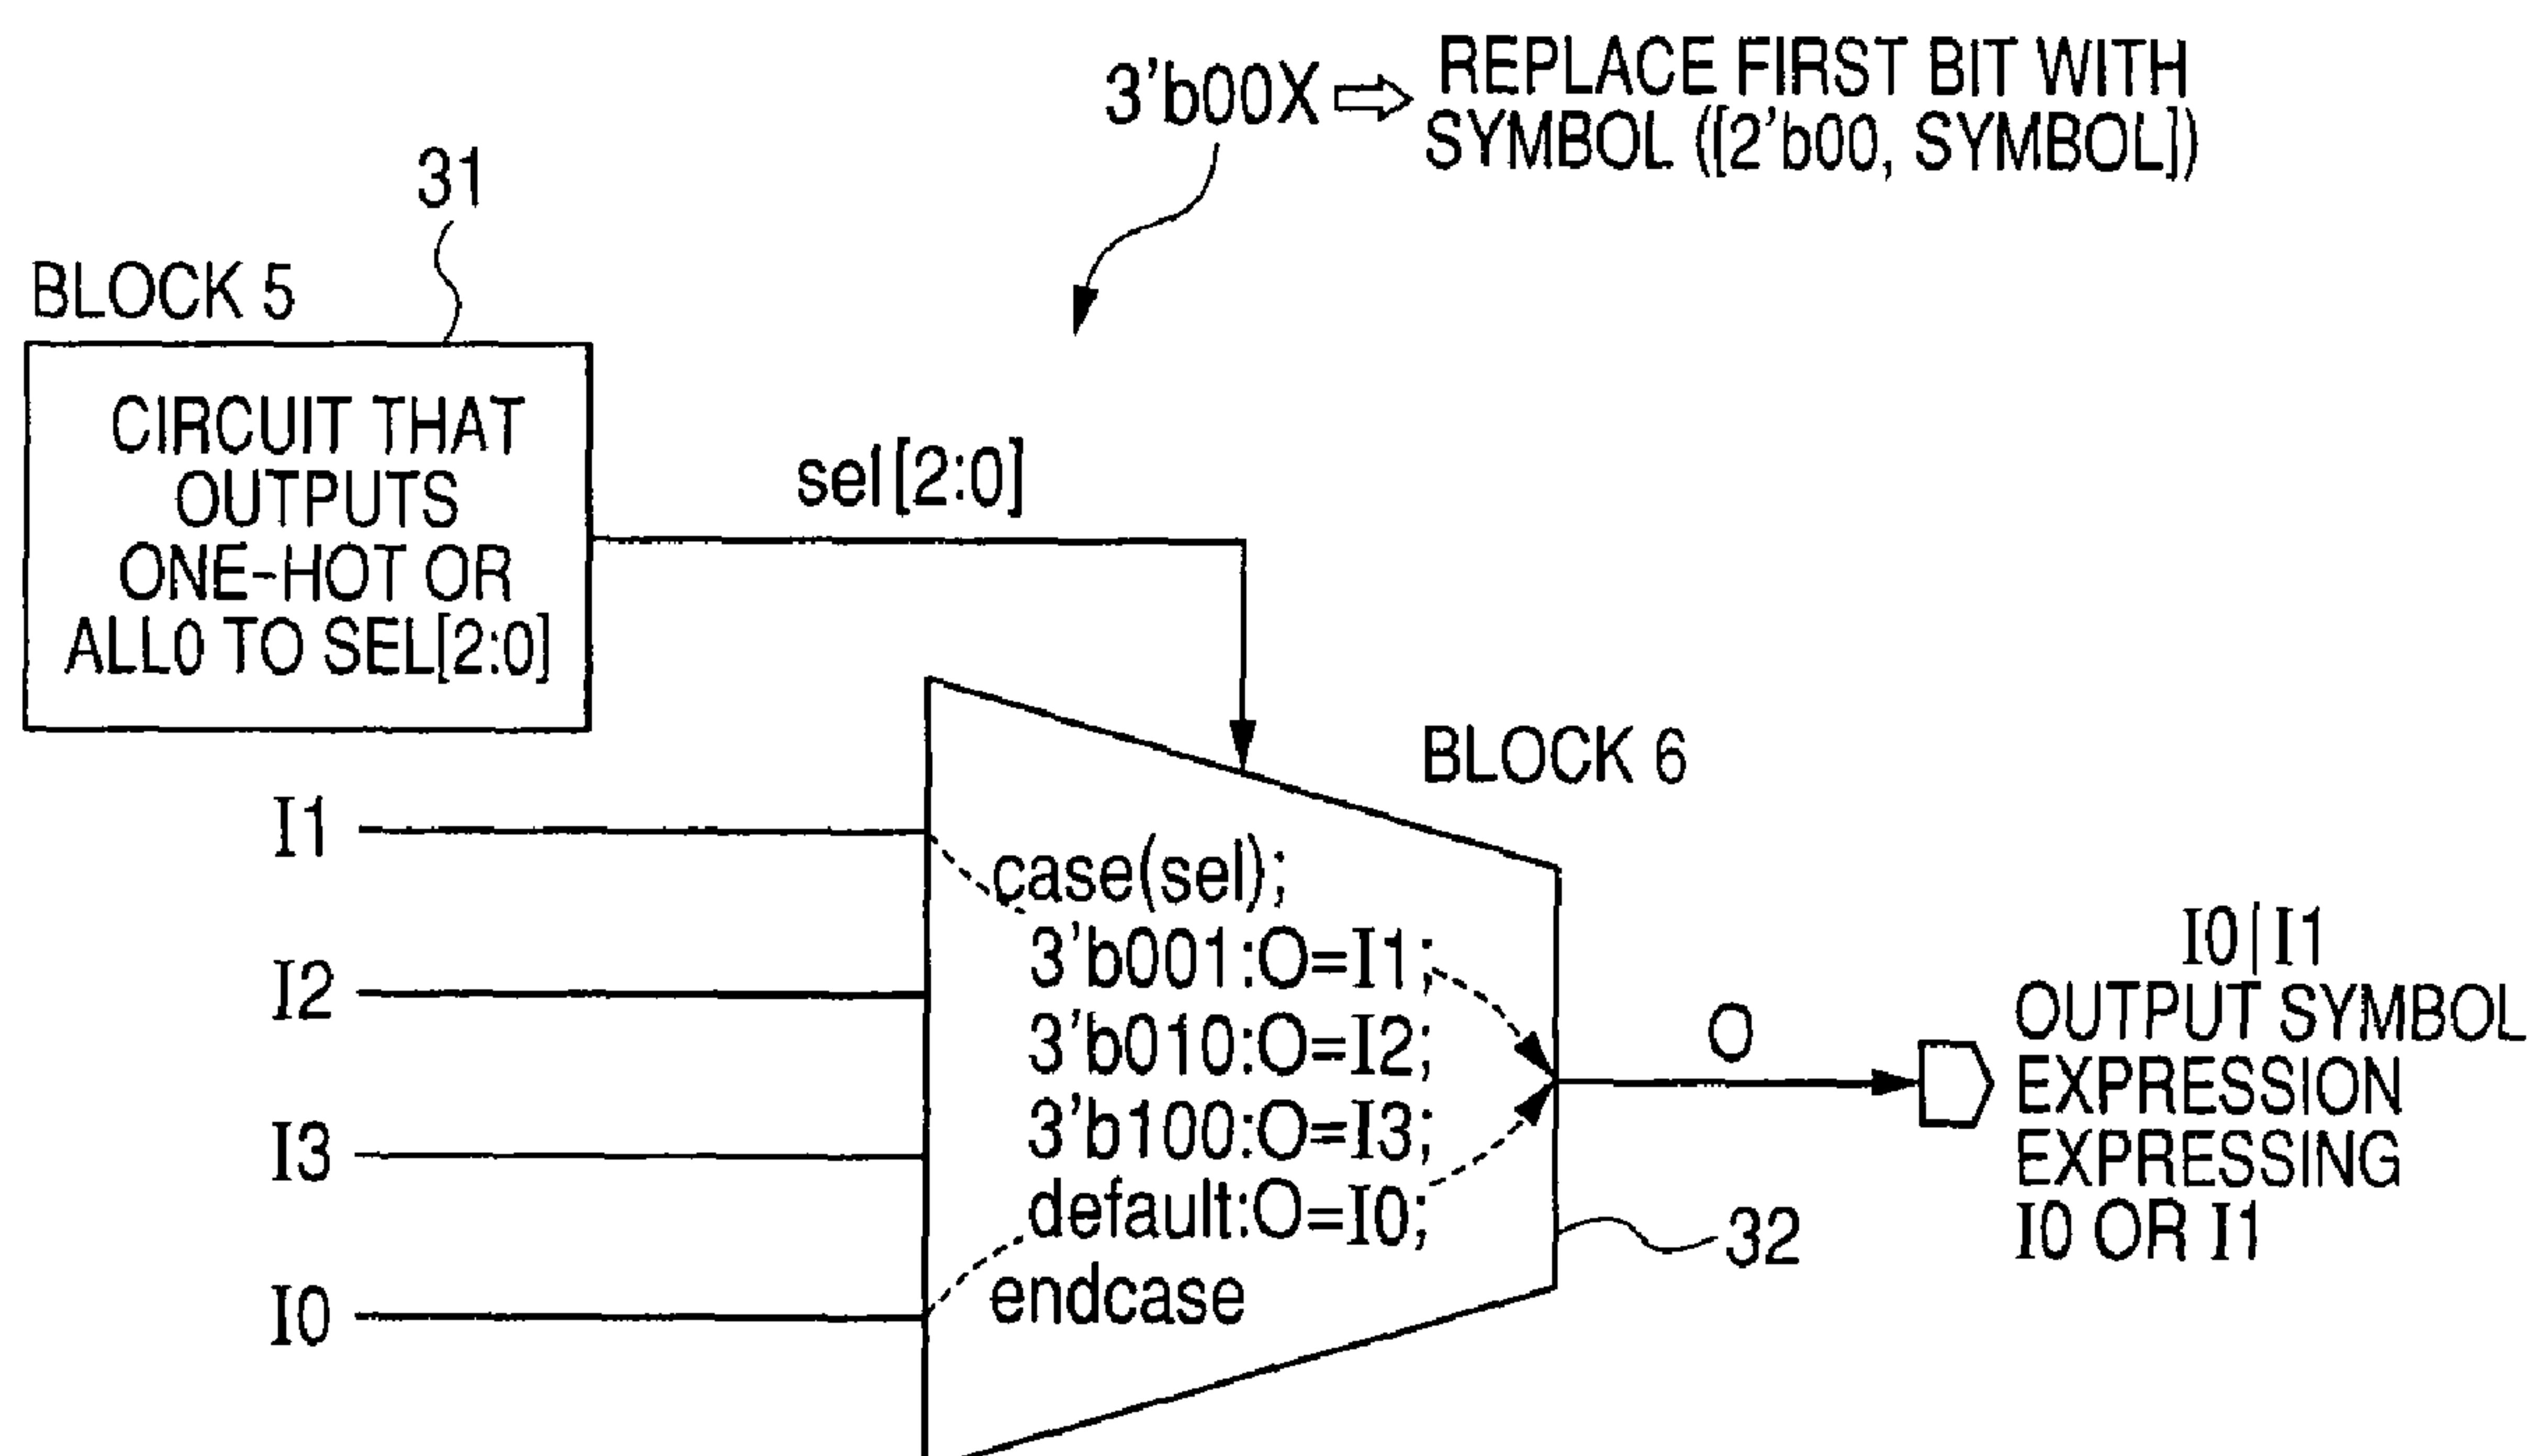 3'b00X ⇨ REPLACE FIRST BIT WITH
SYMBOL ([2'b00, SYMBOL])
31
BLOCK 5
CIRCUIT THAT
OUTPUTS
ONE-HOT OR
ALL0 TO SEL[2:0]
sel[2:0]
BLOCK 6
I1
I2
I3
I0
case(sel);
3'b001:O=I1;
3'b010:O=I2;
3'b100:O=I3;
default:O=I0;
endcase
32
O
I0|I1
OUTPUT SYMBOL
EXPRESSION
EXPRESSING
I0 OR I1